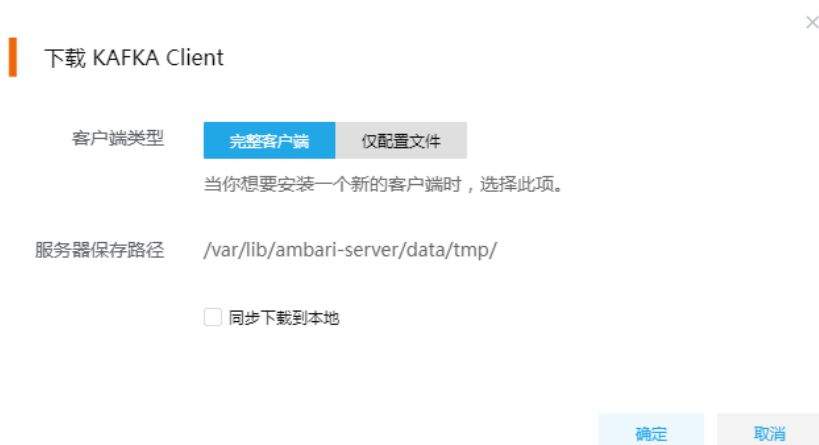 下载 KAFKA Client
客户端类型
完整客户端 仅配置文件
当你想要安装一个新的客户端时，选择此项。
服务器保存路径 /var/lib/ambari-server/data/tmp/
同步下载到本地
确定 取消